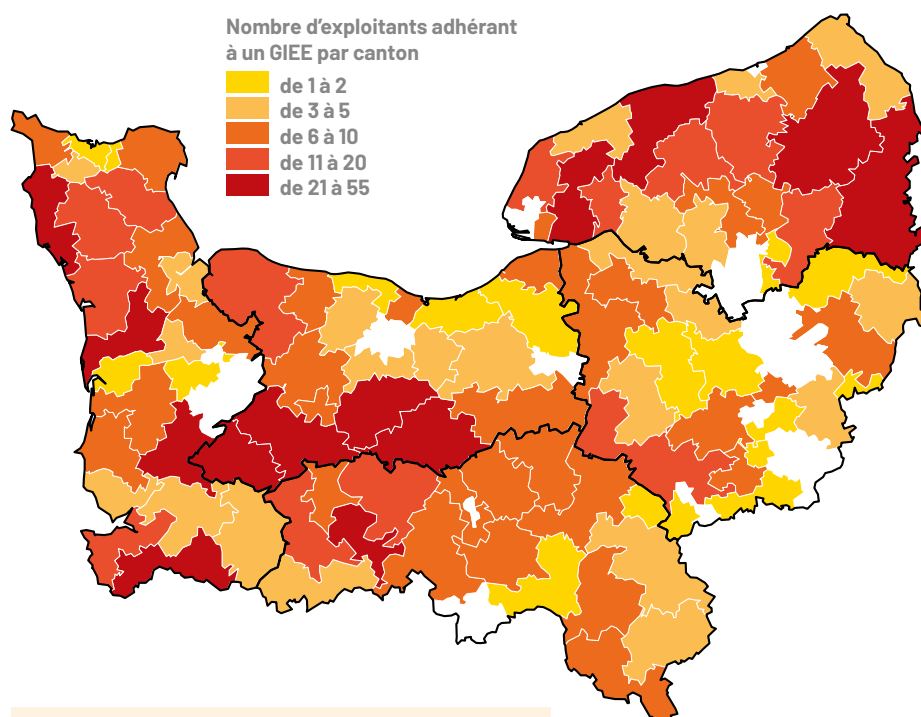 Nombre d'exploitants adhérant
à un GIEE par canton
de 1 à 2
de 3 à 5
de 6 à 10
de 11 à 20
de 21 à 55